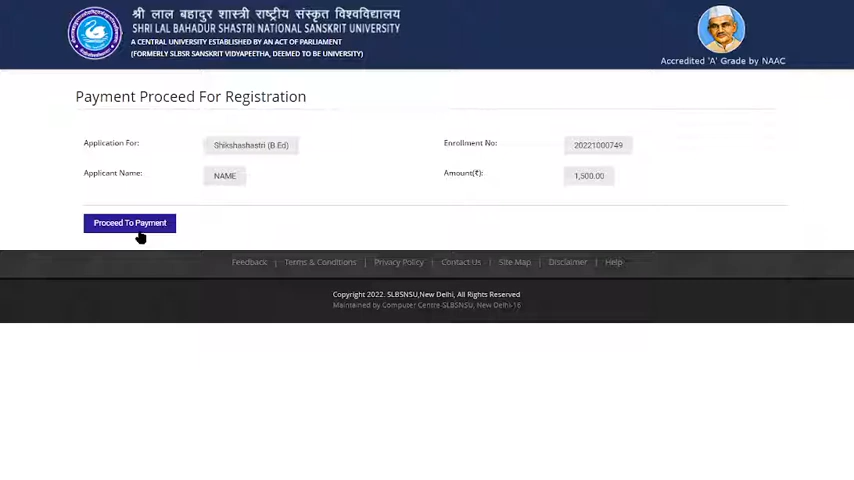 श्री लाल बहादुर शास्त्री राष्ट्रीय संस्कृत विश्वविद्यालय
SHRI LAL BAHADUR SHASTRI NATIONAL SANSKRIT UNIVERSITY
A CENTRAL UNIVERSITY ESTABLISHED BY AN ACT OF PARLIAMENT
(FORMERLY SLBSR SANSKRIT VIDYAPEETHA, DEEMED TO BE UNIVERSITY)
Accredited 'A' Grade by NAAC
Payment Proceed For Registration
Application For: Shikshashastri (B.Ed) Enrollment No: 20221000749
Applicant Name: NAME Amount(₹): 1,500.00
Proceed To Payment
Feedback | Terms & Conditions | Privacy Policy | Contact Us | Site Map | Disclaimer | Help
Copyright 2022. SLBSNSU,New Delhi, All Rights Reserved
Maintained by Computer Centre-SLBSNSU, New Delhi-16